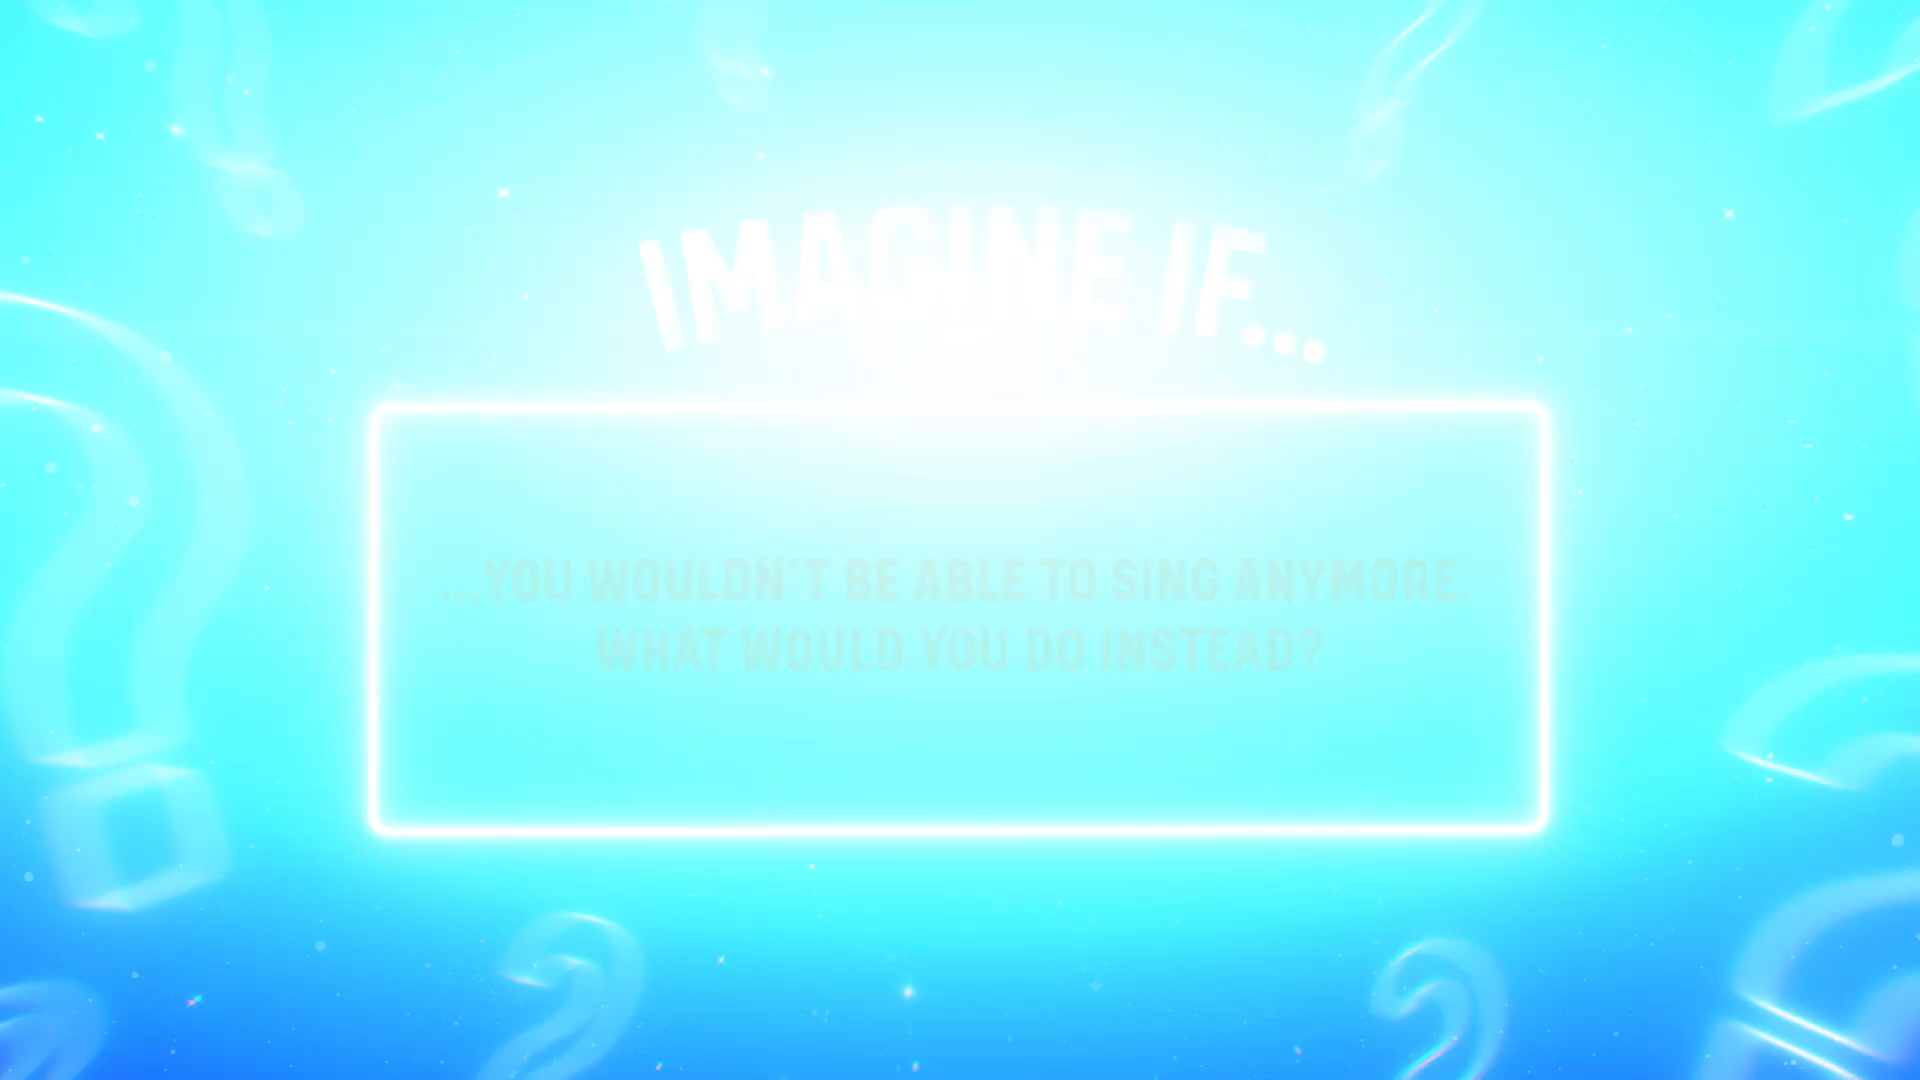 IMAGINE IF...
...YOU WOULDN'T BE ABLE TO SING ANYMORE.
WHAT WOULD YOU DO INSTEAD?